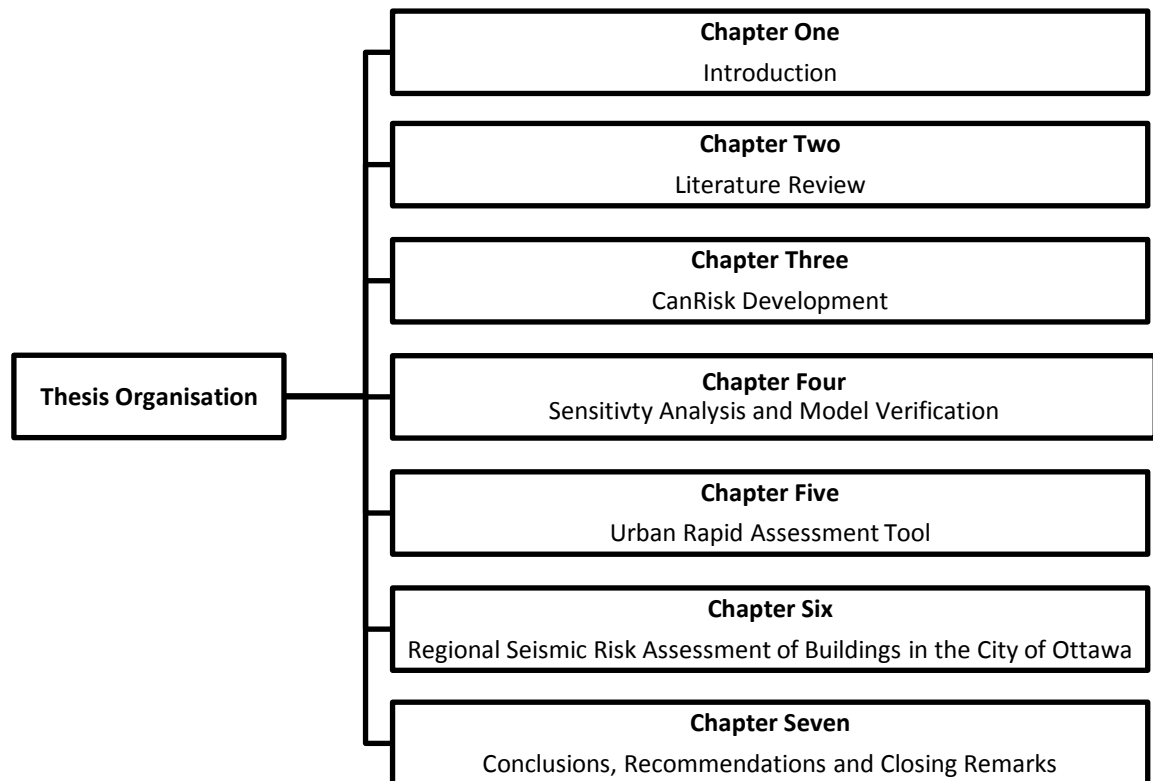 Chapter One
Introduction
Chapter Two
Literature Review
Chapter Three
CanRisk Development
Thesis Organisation
Chapter Four
Sensitivty Analysis and Model Verification
Chapter Five
Urban Rapid Assessment Tool
Chapter Six
Regional Seismic Risk Assessment of Buildings in the City of Ottawa
Chapter Seven
Conclusions, Recommendations and Closing Remarks